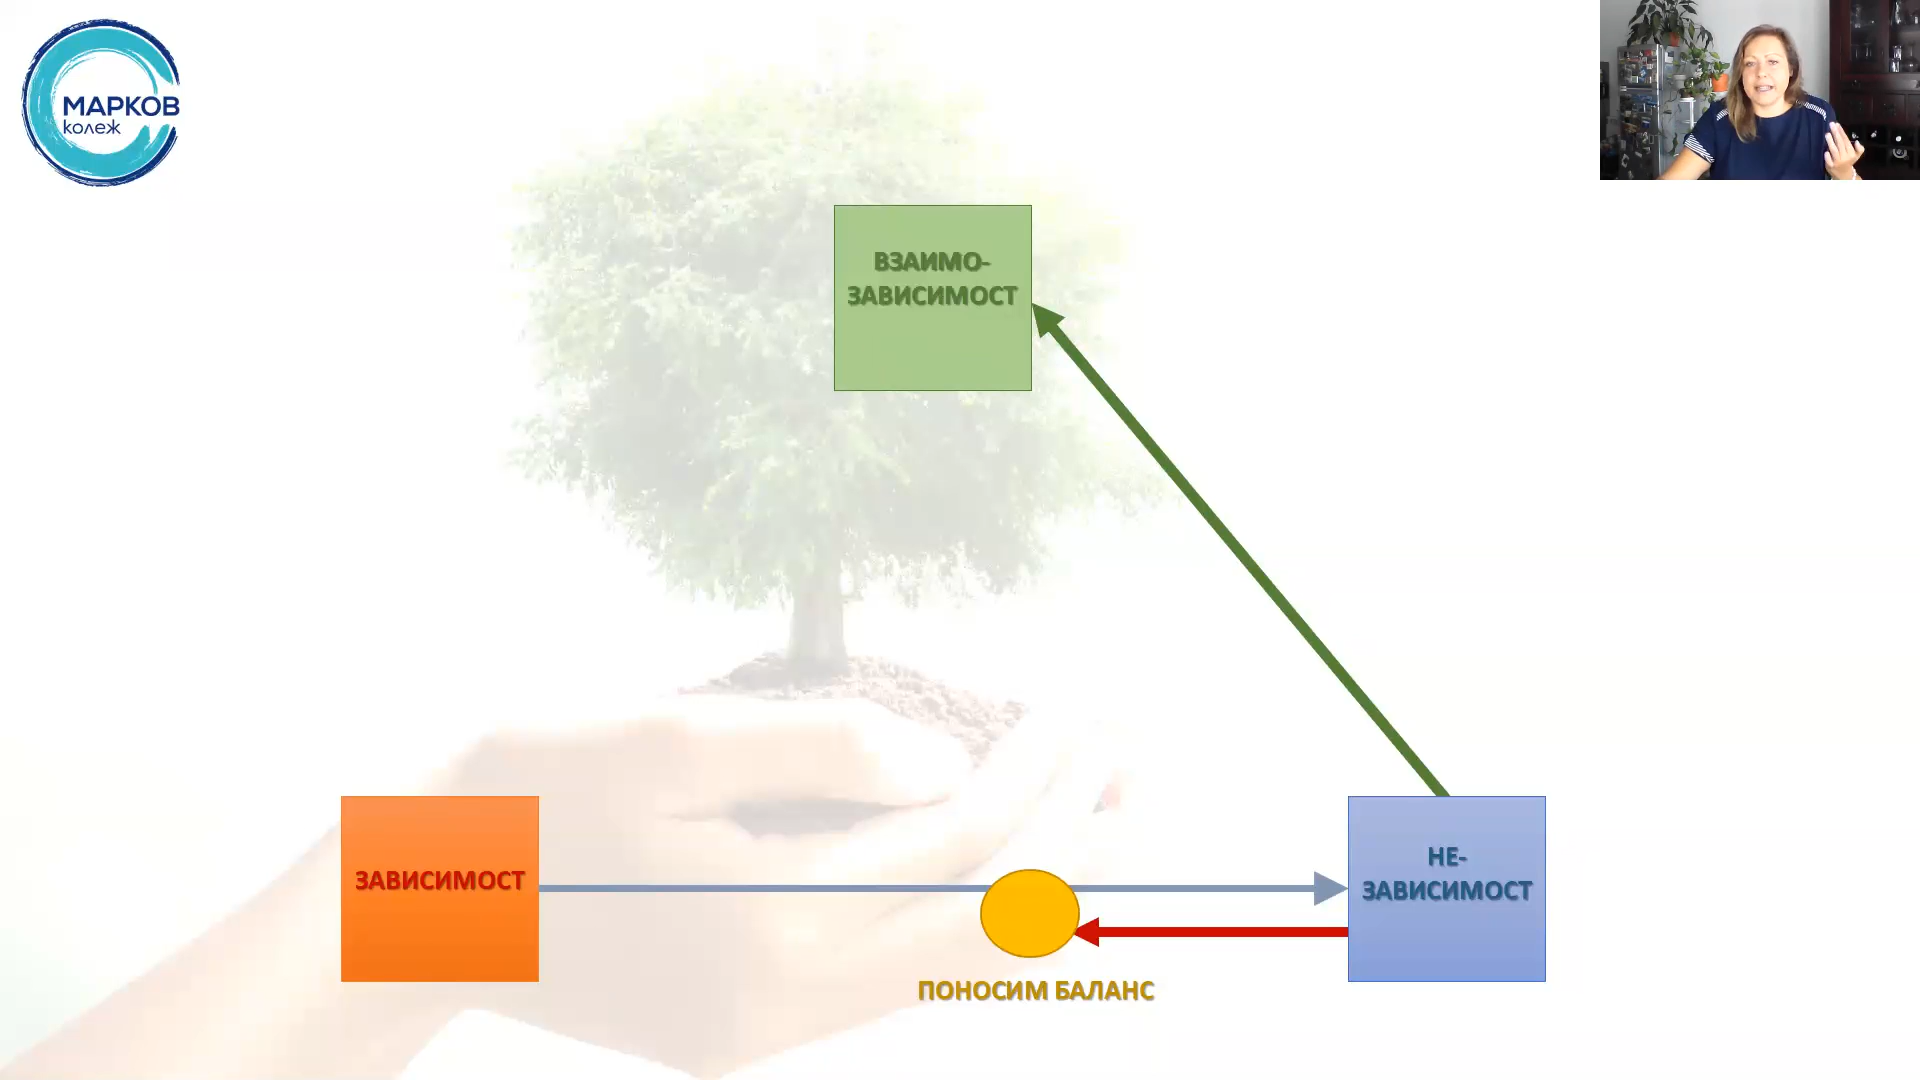 МАРКОВ
колеж
ВЗАИМО-
ЗАВИСИМОСТ
ЗАВИСИМОСТ
НЕ-
ЗАВИСИМОСТ
ПОНОСИМ БАЛАНС